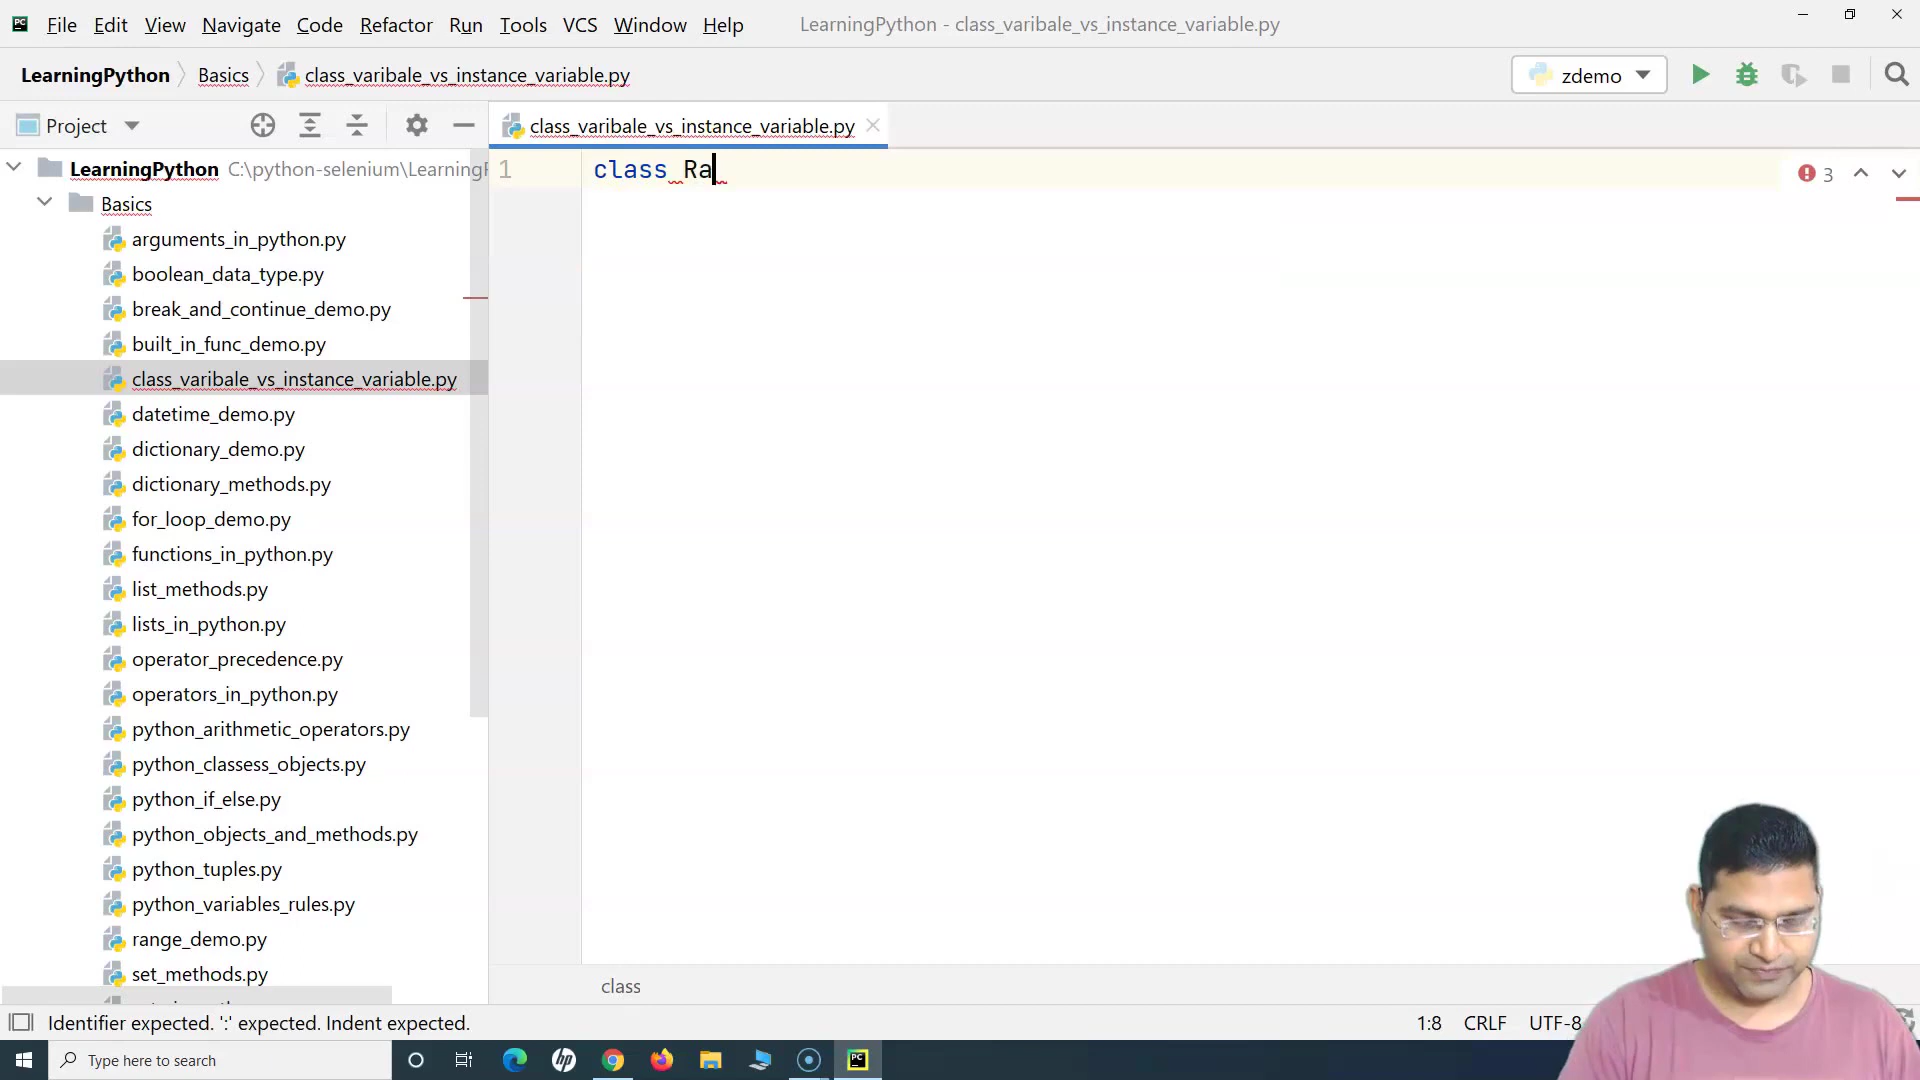 PC File Edit View Navigate Code Refactor Run Tools VCS Window Help LearningPython - class_varibale_vs_instance_variable.py
LearningPython Basics class_varibale_vs_instance_variable.py zdemo
Project class_varibale_vs_instance_variable.py
LearningPython C:\python-selenium\Learning
1 class Ra
3
Basics
arguments_in_python.py
boolean_data_type.py
break_and_continue_demo.py
built_in_func_demo.py
class_varibale_vs_instance_variable.py
datetime_demo.py
dictionary_demo.py
dictionary_methods.py
for_loop_demo.py
functions_in_python.py
list_methods.py
lists_in_python.py
operator_precedence.py
operators_in_python.py
python_arithmetic_operators.py
python_classess_objects.py
python_if_else.py
python_objects_and_methods.py
python_tuples.py
python_variables_rules.py
range_demo.py
set_methods.py
class
Identifier expected. ':' expected. Indent expected. 1:8 CRLF UTF-8
Type here to search hp PC